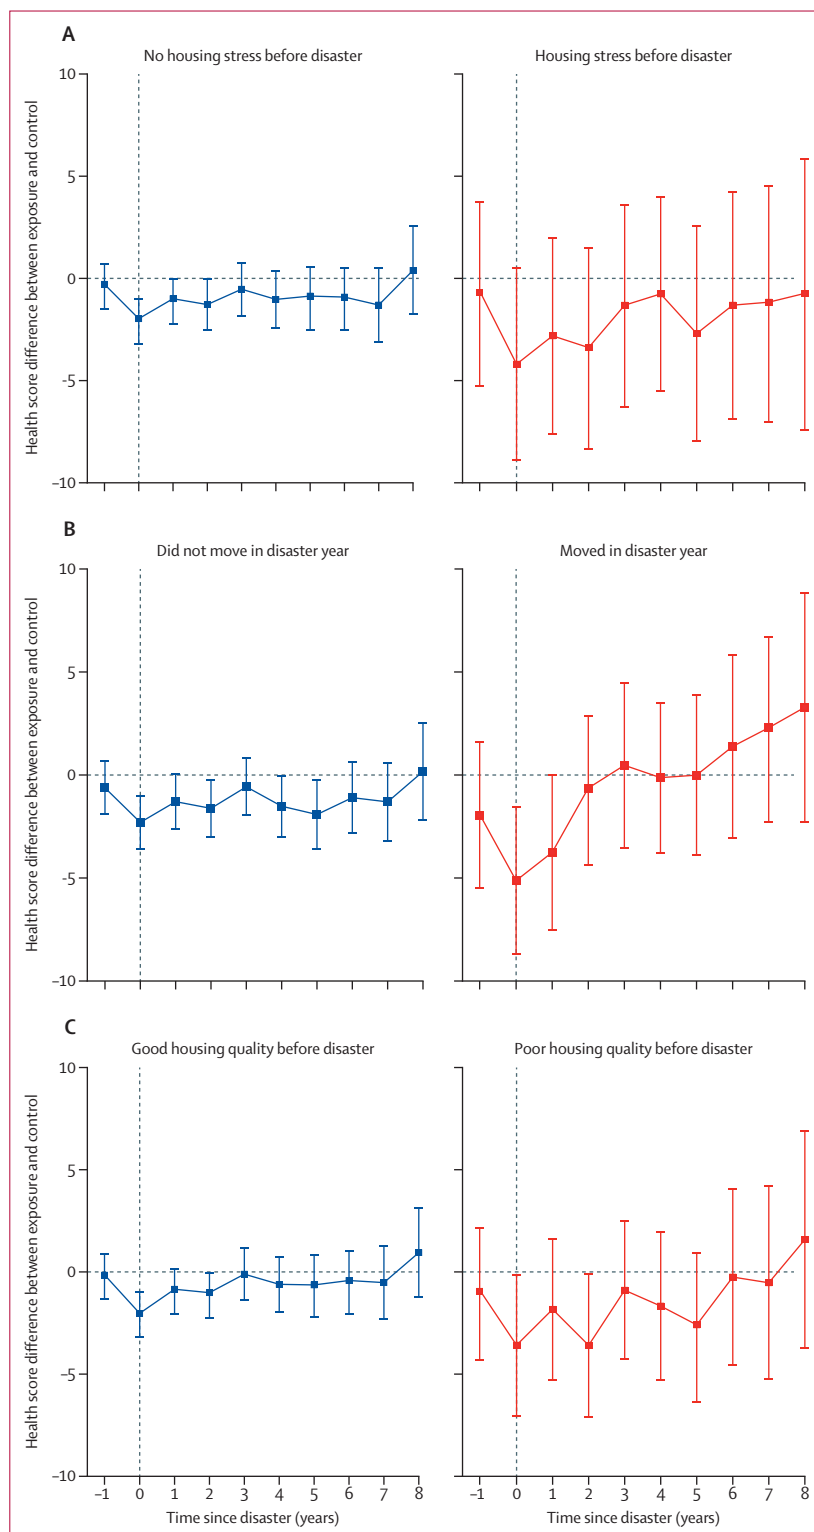 A
No housing stress before disaster
Housing stress before disaster
Health score difference between exposure and control
10
5
0
–5
–10
B
Did not move in disaster year
Moved in disaster year
Health score difference between exposure and control
10
5
0
–5
–10
C
Good housing quality before disaster
Poor housing quality before disaster
Health score difference between exposure and control
10
5
0
–5
–10
–1 0 1 2 3 4 5 6 7 8
–1 0 1 2 3 4 5 6 7 8
Time since disaster (years)
Time since disaster (years)